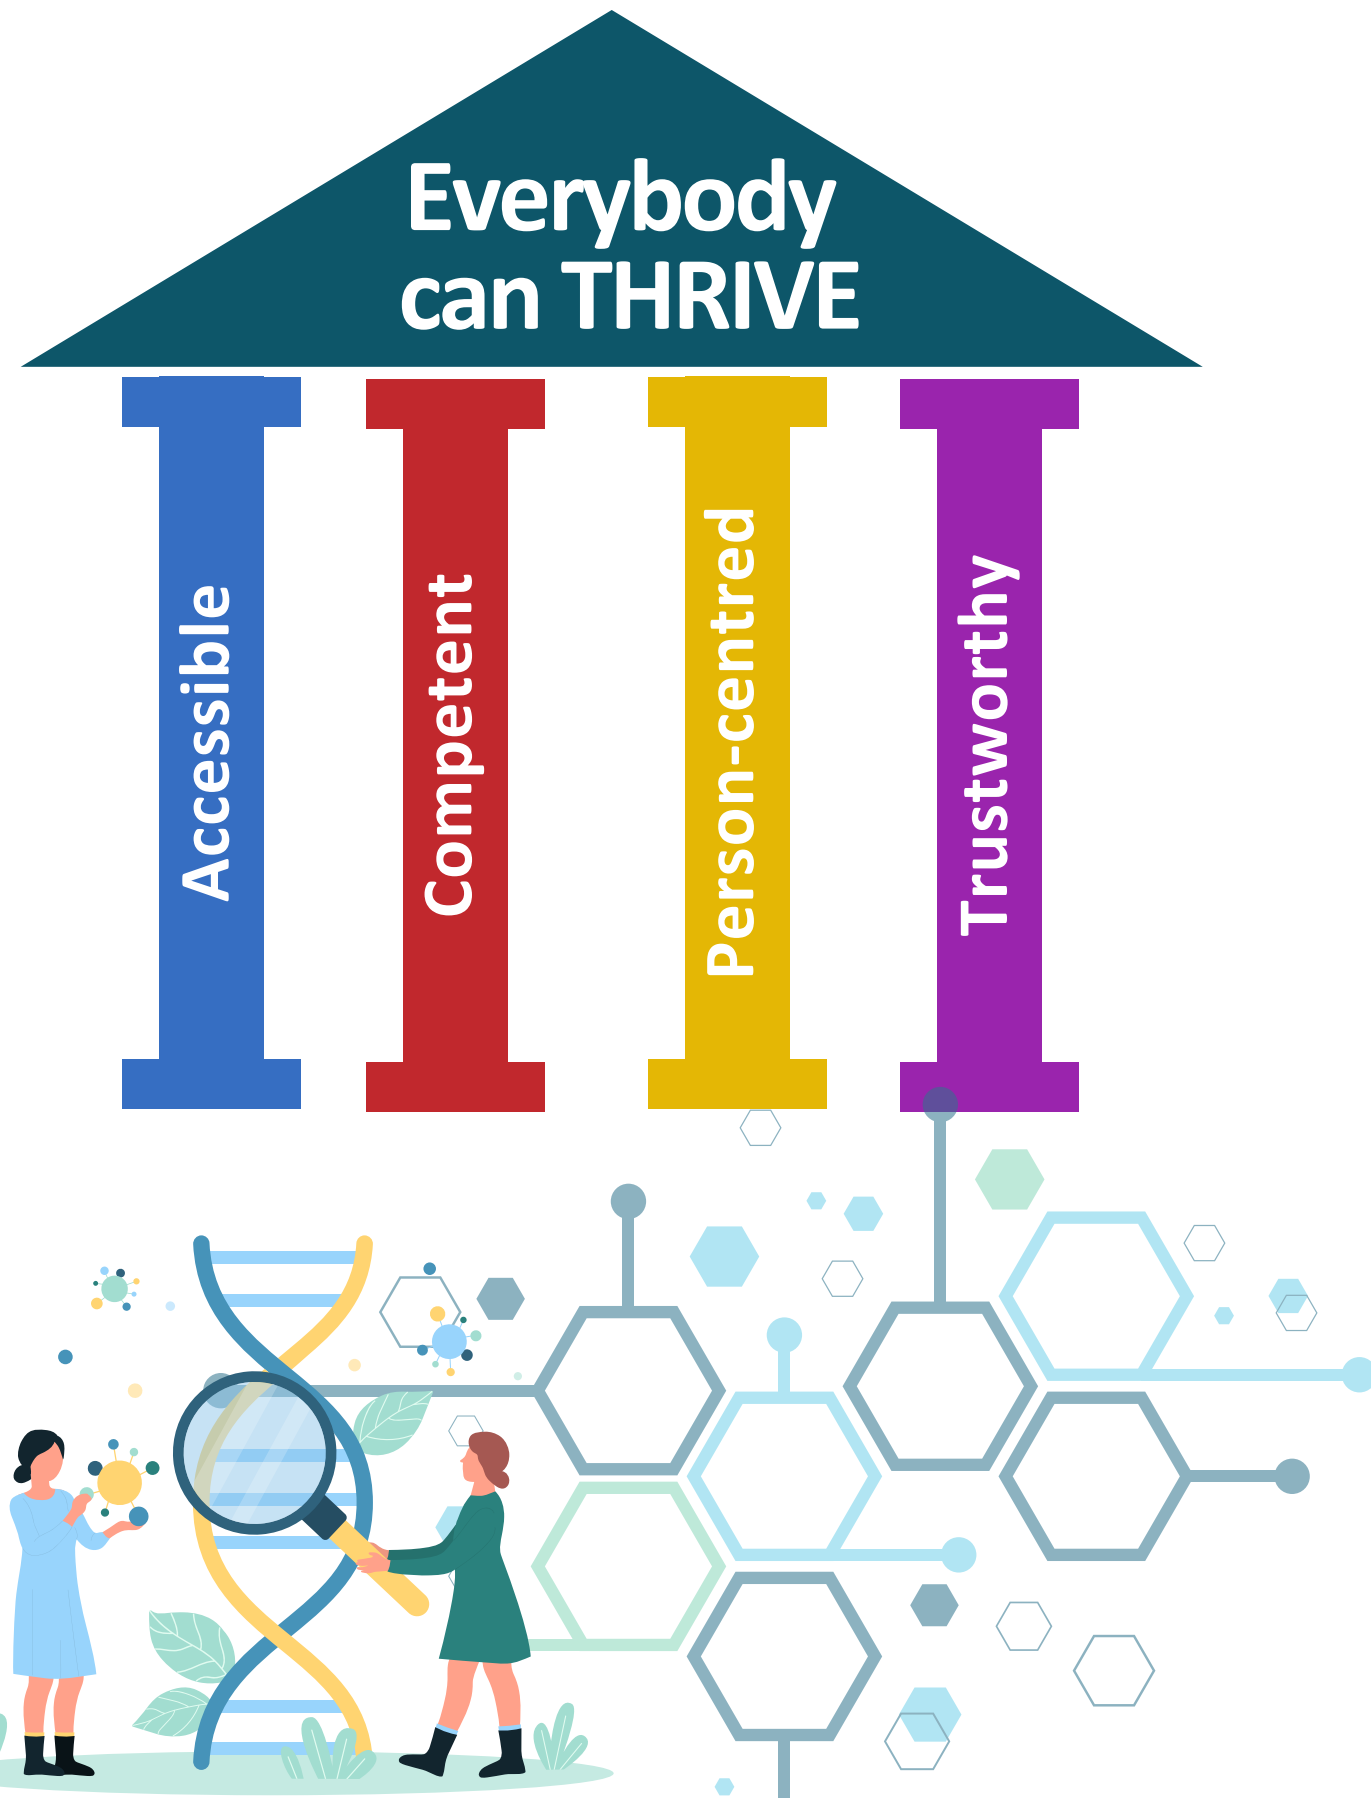 Everybody
can THRIVE
Accessible
Competent
Person-centred
Trustworthy